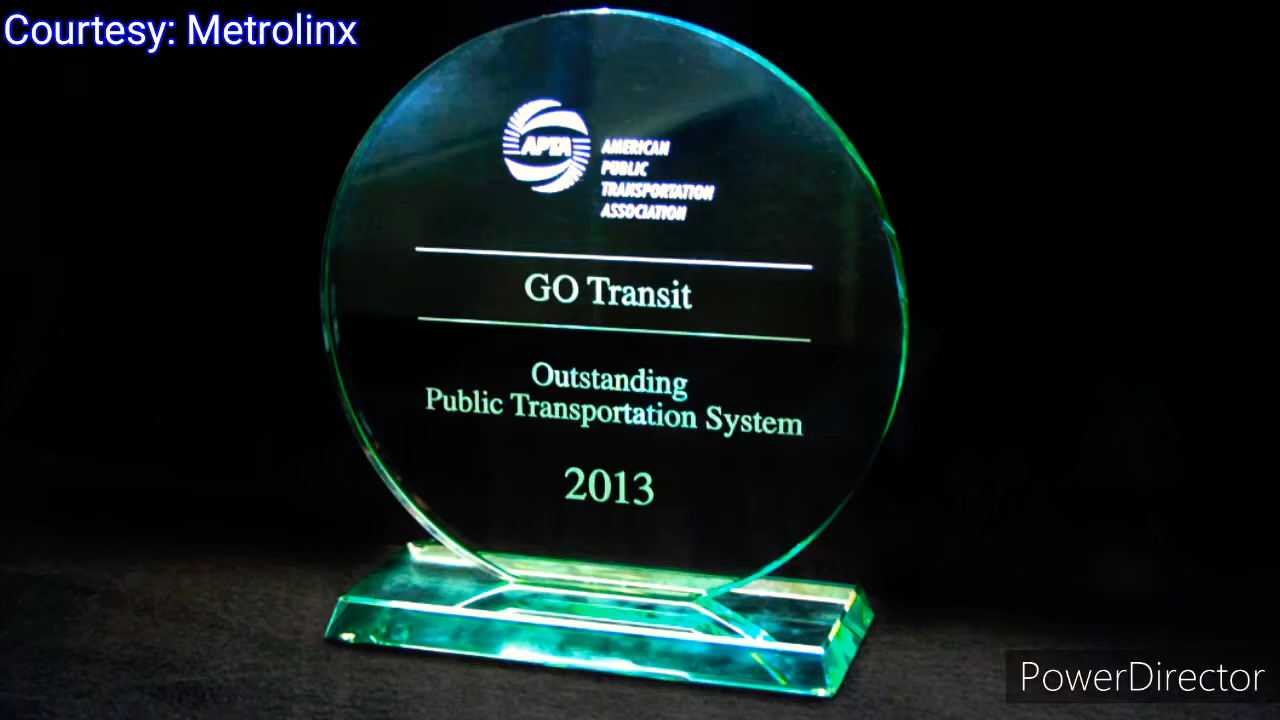 Courtesy: Metrolinx
APTA
AMERICAN
PUBLIC
TRANSPORTATION
ASSOCIATION
GO Transit
Outstanding
Public Transportation System
2013
PowerDirector